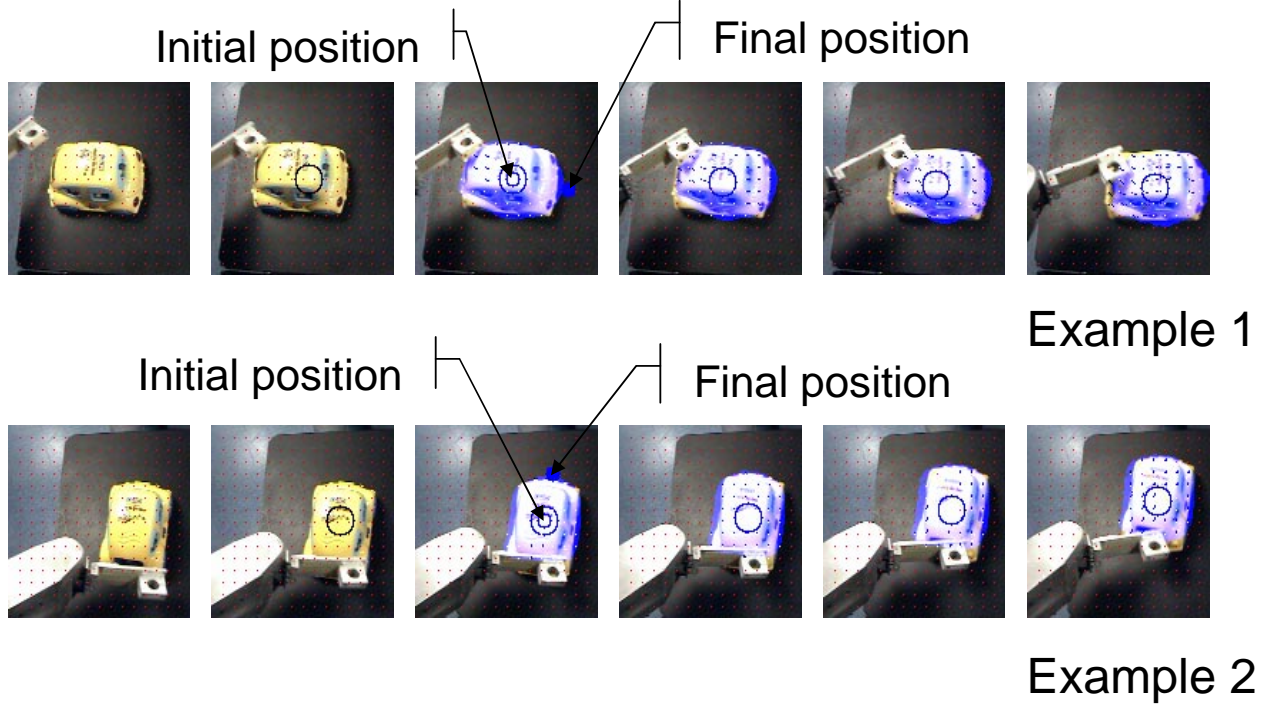 Initial position
Final position
Example 1
Initial position
Final position
Example 2